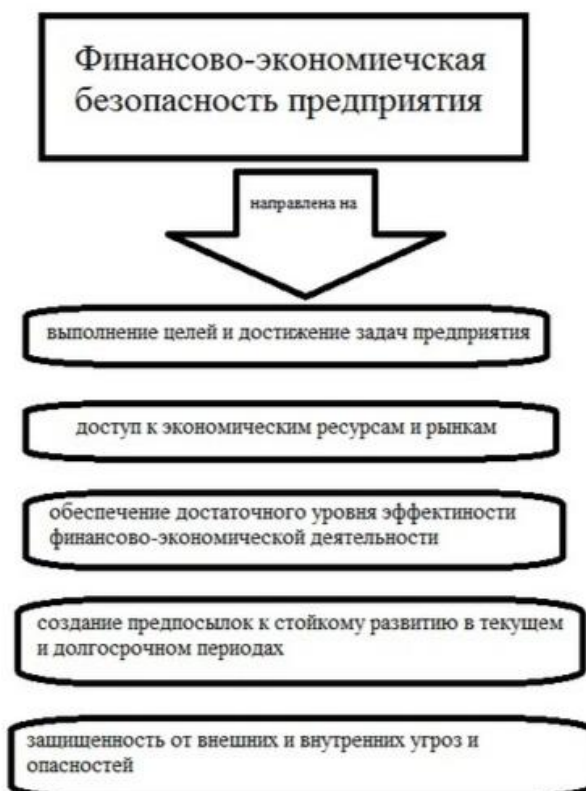 Финансово-экономиечская
безопасность предприятия
направлена на
выполнение целей и достижение задач предприятия
доступ к экономическим ресурсам и рынкам
обеспечение достаточного уровня эффектиности
финансово-экономической деятельности
создание предпосылок к стойкому развитию в текущем
и долгосрочном периодах
защищенность от внешних и внутренних угроз и
опасностей